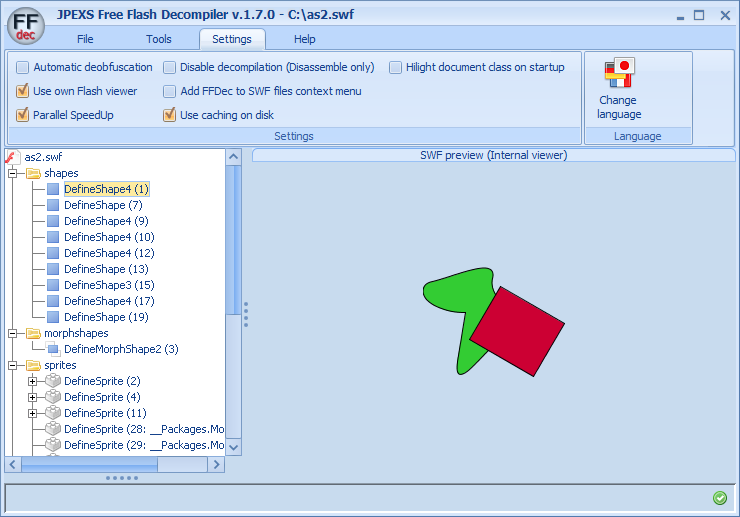 FF
dec
JPEXS Free Flash Decompiler v.1.7.0 - C:\as2.swf
File Tools Settings Help
Automatic deobfuscation Disable decompilation (Disassemble only) Hilight document class on startup
Use own Flash viewer Add FFDec to SWF files context menu
Parallel SpeedUp Use caching on disk
Settings
Change
language
Language
as2.swf
shapes
DefineShape4 (1)
DefineShape (7)
DefineShape4 (9)
DefineShape4 (10)
DefineShape4 (12)
DefineShape (13)
DefineShape3 (15)
DefineShape4 (17)
DefineShape (19)
morphshapes
DefineMorphShape2 (3)
sprites
DefineSprite (2)
DefineSprite (4)
DefineSprite (11)
DefineSprite (28: __Packages.Mo
DefineSprite (29: __Packages.Mo
SWF preview (Internal viewer)